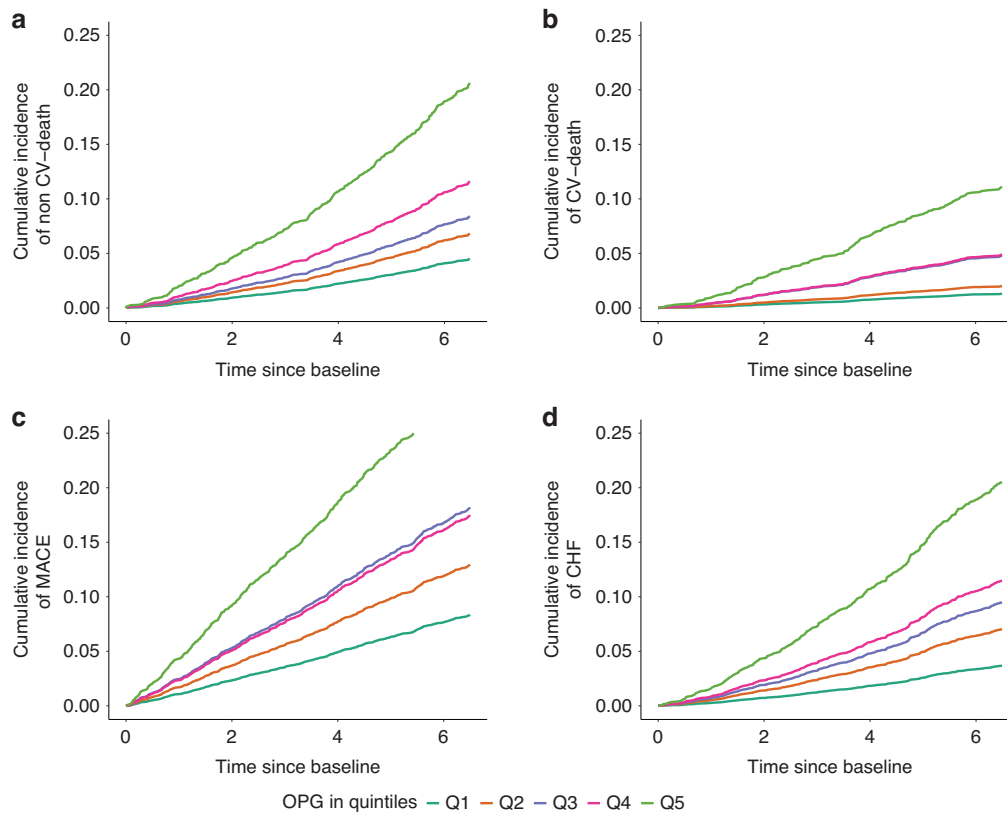 a
Cumulative incidence
of non CV−death
0.25
0.20
0.15
0.10
0.05
0.00
0 2 4 6
Time since baseline
b
Cumulative incidence
of CV−death
0.25
0.20
0.15
0.10
0.05
0.00
0 2 4 6
Time since baseline
c
Cumulative incidence
of MACE
0.25
0.20
0.15
0.10
0.05
0.00
0 2 4 6
Time since baseline
d
Cumulative incidence
of CHF
0.25
0.20
0.15
0.10
0.05
0.00
0 2 4 6
Time since baseline
OPG in quintiles Q1 Q2 Q3 Q4 Q5